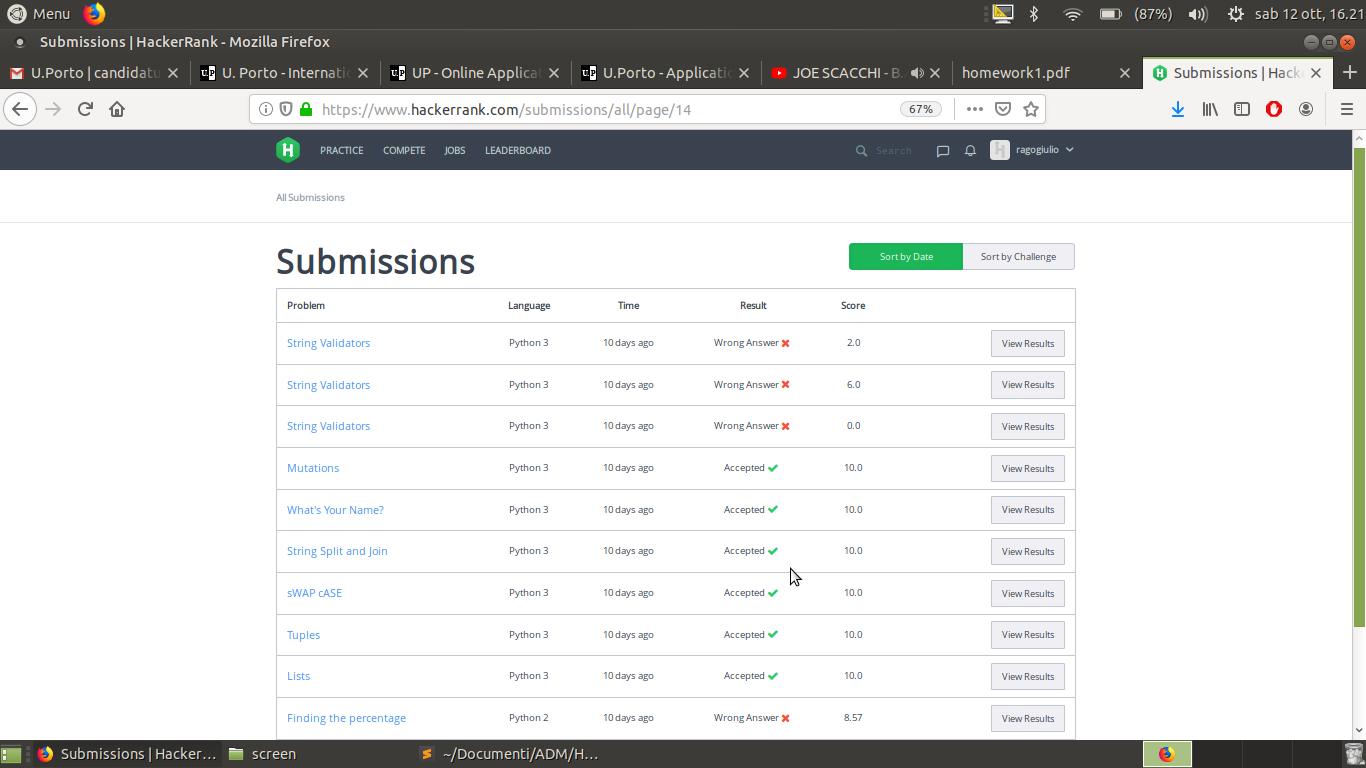 Menu (87%) sab 12 ott, 16.21
Submissions | HackerRank - Mozilla Firefox
U.Porto | candidatu U. Porto - Internatio UP - Online Applicat U.Porto - Applicatio JOE SCACCHI - B. homework1.pdf Submissions | Hack
https://www.hackerrank.com/submissions/all/page/14 67%
H PRACTICE COMPETE JOBS LEADERBOARD Search ragogiulio
All Submissions
Submissions Sort by Date Sort by Challenge
Problem Language Time Result Score
String Validators Python 3 10 days ago Wrong Answer 2.0 View Results
String Validators Python 3 10 days ago Wrong Answer 6.0 View Results
String Validators Python 3 10 days ago Wrong Answer 0.0 View Results
Mutations Python 3 10 days ago Accepted 10.0 View Results
What's Your Name? Python 3 10 days ago Accepted 10.0 View Results
String Split and Join Python 3 10 days ago Accepted 10.0 View Results
sWAP cASE Python 3 10 days ago Accepted 10.0 View Results
Tuples Python 3 10 days ago Accepted 10.0 View Results
Lists Python 3 10 days ago Accepted 10.0 View Results
Finding the percentage Python 2 10 days ago Wrong Answer 8.57 View Results
Submissions | Hacker... screen ~/Documenti/ADM/H...